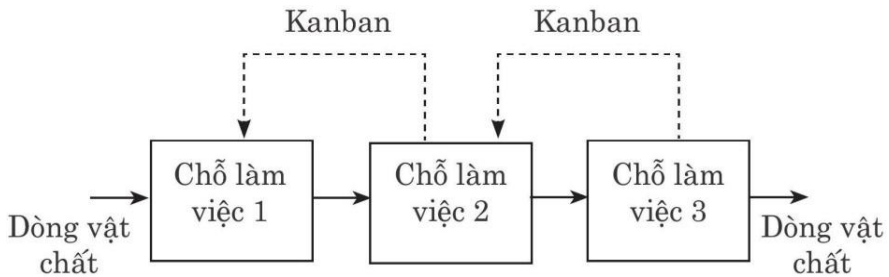 Kanban
Kanban
Chỗ làm
việc 1
Chỗ làm
việc 2
Chỗ làm
việc 3
Dòng vật
chất
Dòng vật
chất